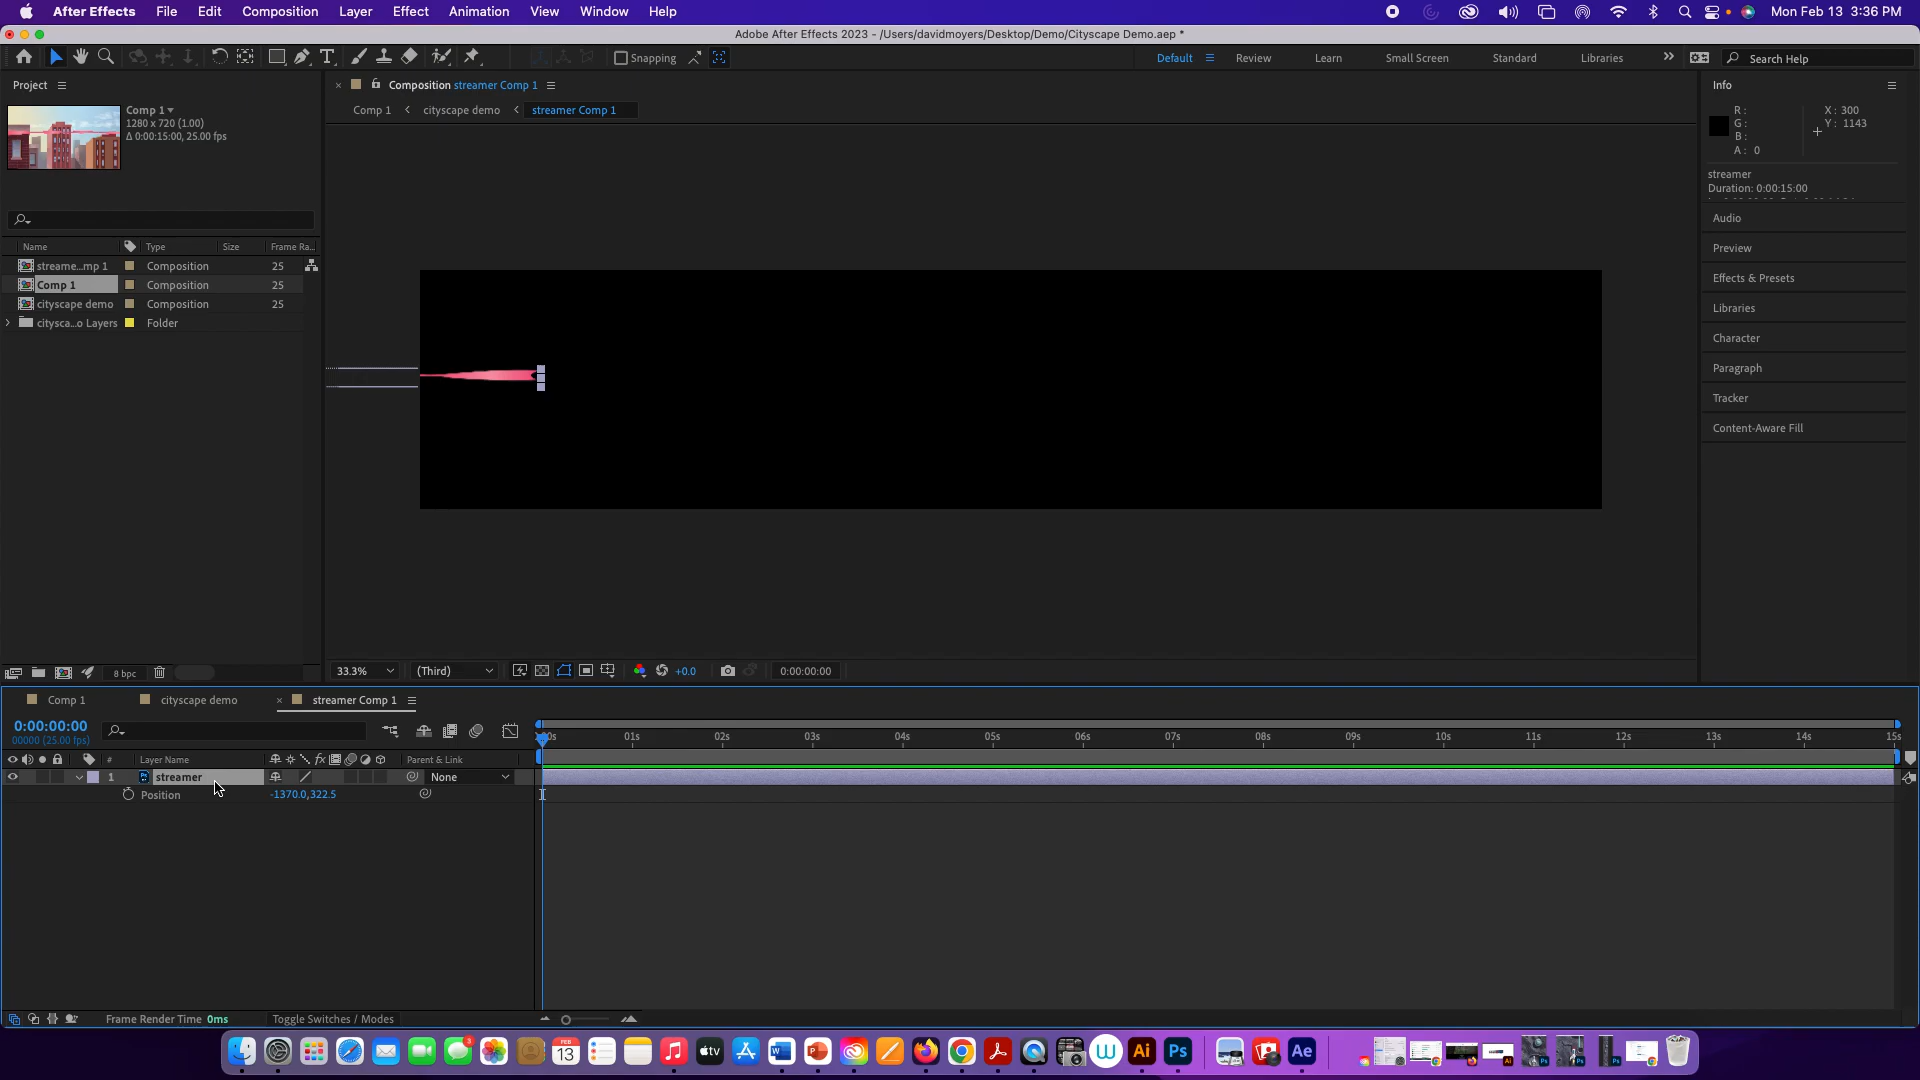 After Effects File Edit Composition Layer Effect Animation View Window Help Mon Feb 13 3:36 PM
Adobe After Effects 2023 - /Users/davidmoyers/Desktop/Demo/Cityscape Demo.aep *
Snapping Default Review Learn Small Screen Standard Libraries Search Help
Project
Composition streamer Comp 1
Info
Comp 1
1280 x 720 (1.00)
Δ 0:00:15:00, 25.00 fps
Comp 1 < cityscape demo < streamer Comp 1
R: X: 300
G: Y: 1143
B:
A: 0
streamer
Duration: 0:00:15:00
Audio
Preview
Effects & Presets
Libraries
Character
Paragraph
Tracker
Content-Aware Fill
Name Type Size Frame Ra...
streame...mp 1 Composition 25
Comp 1 Composition 25
cityscape demo Composition 25
citysca...o Layers Folder
8 bpc
33.3% (Third) +0.0 0:00:00:00
Comp 1 cityscape demo streamer Comp 1
0:00:00:00
00000 (25.00 fps)
01s 02s 03s 04s 05s 06s 07s 08s 09s 10s 11s 12s 13s 14s 15s
# Layer Name Parent & Link
1 streamer None
Position -1370.0,322.5
Frame Render Time 0ms Toggle Switches / Modes
3 FEB 13 tv W P W Ai Ps Ae